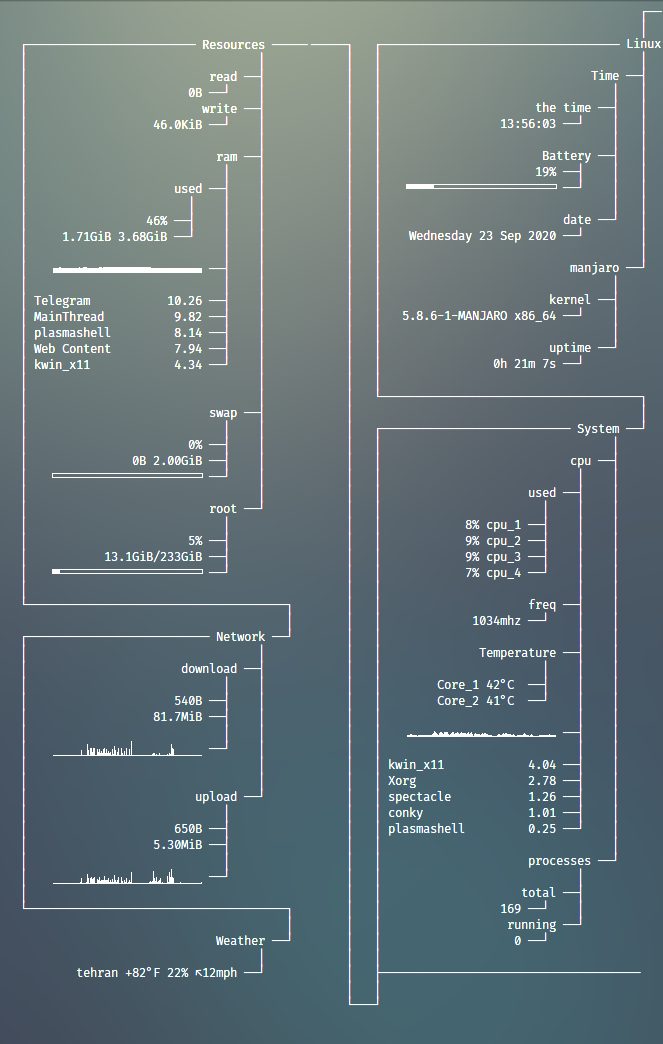 Resources
read
0B
write
46.0KiB
ram
used
46%
1.71GiB 3.68GiB
Telegram 10.26
MainThread 9.82
plasmashell 8.14
Web Content 7.94
kwin_x11 4.34
swap
0%
0B 2.00GiB
root
5%
13.1GiB/233GiB
Network
download
540B
81.7MiB
upload
650B
5.30MiB
Weather
tehran +82°F 22% ↖12mph
Linux
Time
the time
13:56:03
Battery
19%
date
Wednesday 23 Sep 2020
manjaro
kernel
5.8.6-1-MANJARO x86_64
uptime
0h 21m 7s
System
cpu
used
8% cpu_1
9% cpu_2
9% cpu_3
7% cpu_4
freq
1034mhz
Temperature
Core_1 42°C
Core_2 41°C
kwin_x11 4.04
Xorg 2.78
spectacle 1.26
conky 1.01
plasmashell 0.25
processes
total
169
running
0